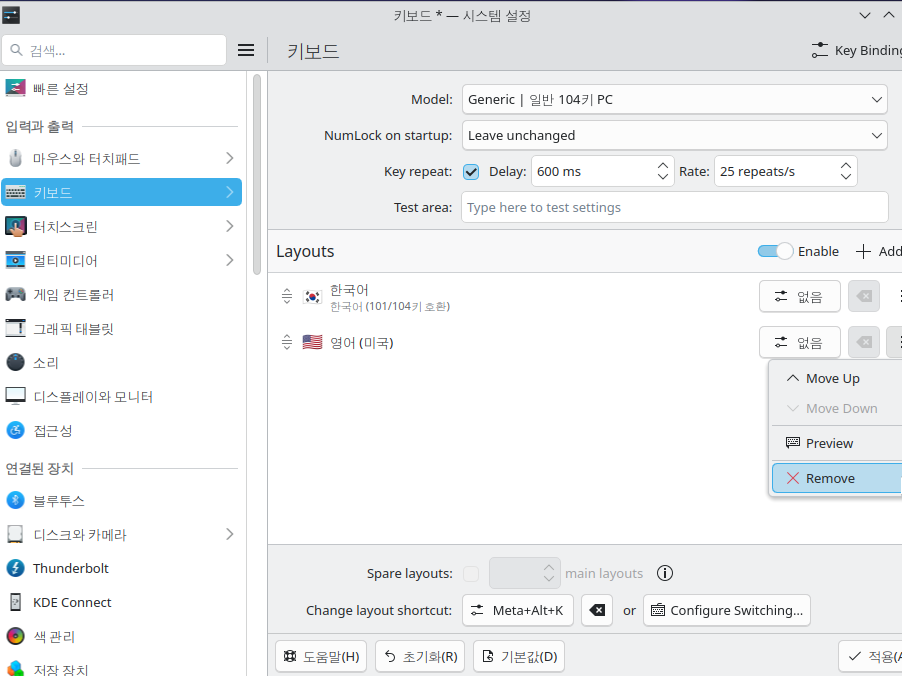 키보드 * — 시스템 설정
검색...
키보드
Key Binding
빠른 설정
입력과 출력
마우스와 터치패드
키보드
터치스크린
멀티미디어
게임 컨트롤러
그래픽 태블릿
소리
디스플레이와 모니터
접근성
연결된 장치
블루투스
디스크와 카메라
Thunderbolt
KDE Connect
색 관리
저장 장치
Model: Generic | 일반 104키 PC
NumLock on startup: Leave unchanged
Key repeat: Delay: 600 ms Rate: 25 repeats/s
Test area: Type here to test settings
Layouts Enable Add
한국어 없음
한국어 (101/104키 호환)
영어 (미국) 없음
Move Up
Move Down
Preview
Remove
Spare layouts: main layouts
Change layout shortcut: Meta+Alt+K or Configure Switching...
도움말(H) 초기화(R) 기본값(D) 적용(A